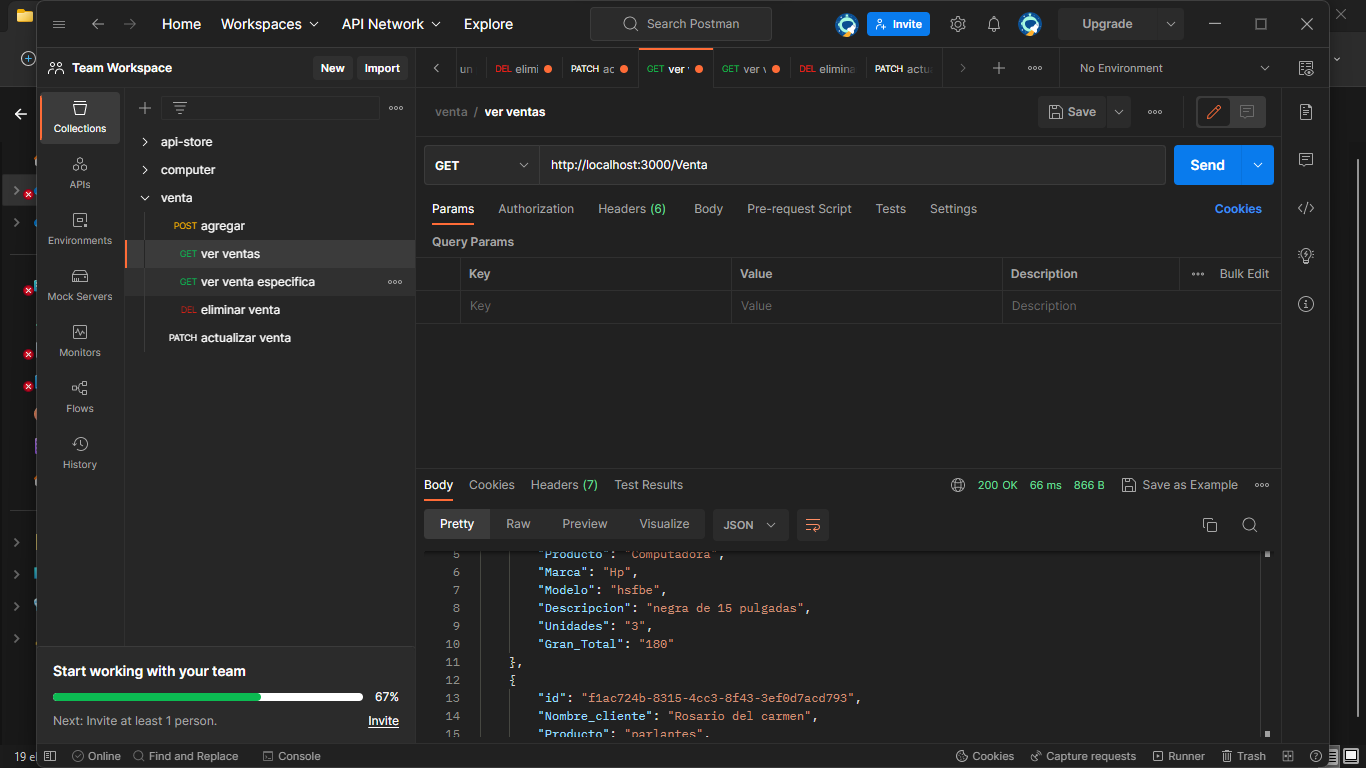 Home Workspaces API Network Explore Search Postman Invite Upgrade
Team Workspace New Import
un DEL elimi PATCH ac GET ver GET ver v DEL elimina PATCH actu No Environment
Collections
APIs
Environments
Mock Servers
Monitors
Flows
History
api-store
computer
venta
POST agregar
GET ver ventas
GET ver venta especifica
DEL eliminar venta
PATCH actualizar venta
Start working with your team
67%
Next: Invite at least 1 person. Invite
venta / ver ventas Save
GET http://localhost:3000/Venta Send
Params Authorization Headers (6) Body Pre-request Script Tests Settings Cookies
Query Params
Key Value Description Bulk Edit
Key Value Description
Body Cookies Headers (7) Test Results 200 OK 66 ms 866 B Save as Example
Pretty Raw Preview Visualize JSON
5 "Producto": "Computadora",
6 "Marca": "Hp",
7 "Modelo": "hsfbe",
8 "Descripcion": "negra de 15 pulgadas",
9 "Unidades": "3",
10 "Gran_Total": "180"
11 },
12 {
13 "id": "f1ac724b-8315-4cc3-8f43-3ef0d7acd793",
14 "Nombre_cliente": "Rosario del carmen",
15 "Producto": "parlantes",
19 el Online Find and Replace Console Cookies Capture requests Runner Trash